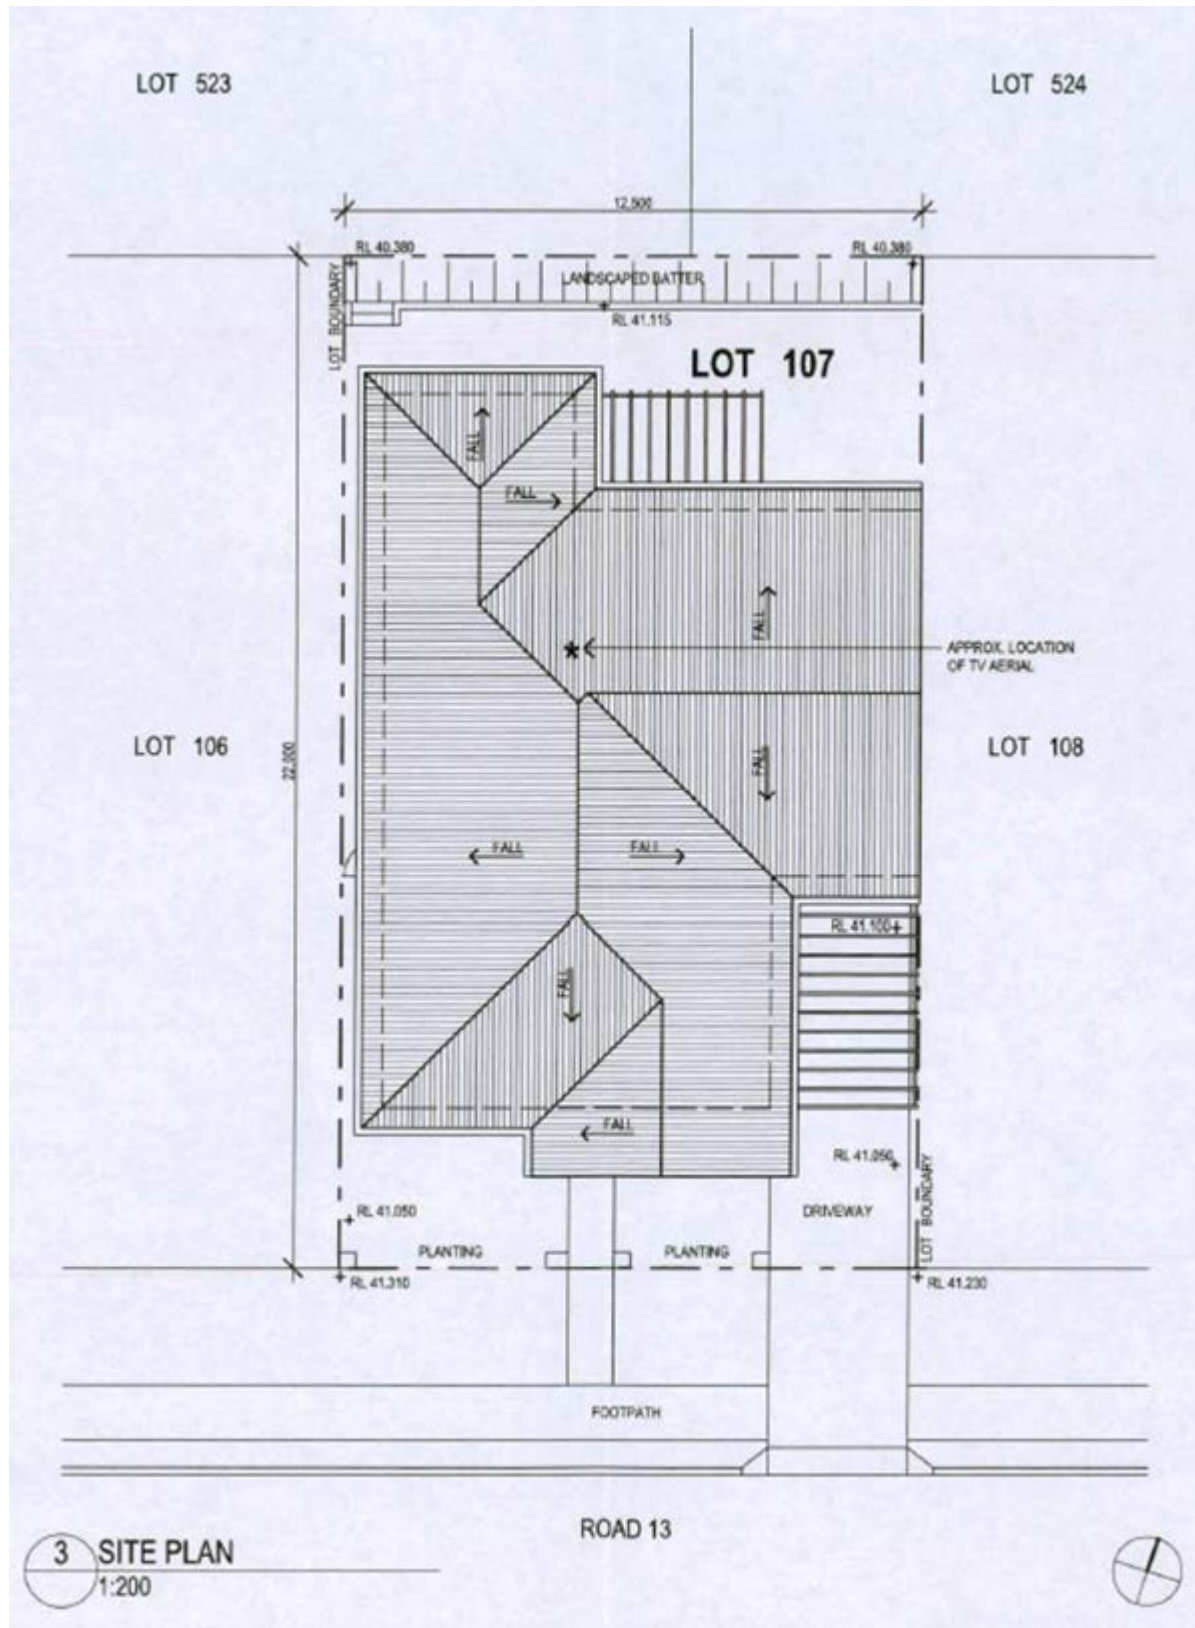 LOT 523
LOT 524
12,500
RL 40.380
RL 40.380
LANDSCAPED BATTER
LOT BOUNDARY
RL 41.115
LOT 107
FALL
FALL
FALL
APPROX. LOCATION
OF TV AERIAL
LOT 106
22,000
LOT 108
FALL
FALL
FALL
RL 41.100
FALL
FALL
RL 41.050
LOT BOUNDARY
RL 41.050
DRIVEWAY
PLANTING
PLANTING
RL 41.310
RL 41.230
FOOTPATH
ROAD 13
3
SITE PLAN
1:200